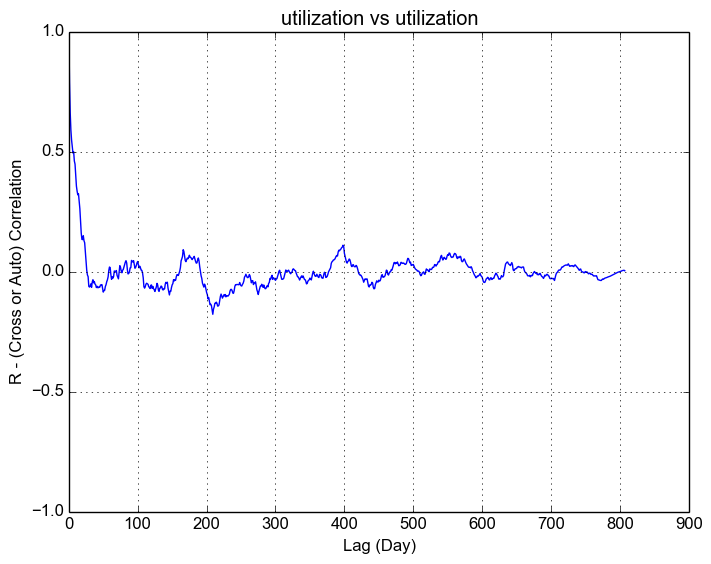 utilization vs utilization
1.0
0.5
0.0
−0.5
−1.0
R - (Cross or Auto) Correlation
0 100 200 300 400 500 600 700 800 900
Lag (Day)